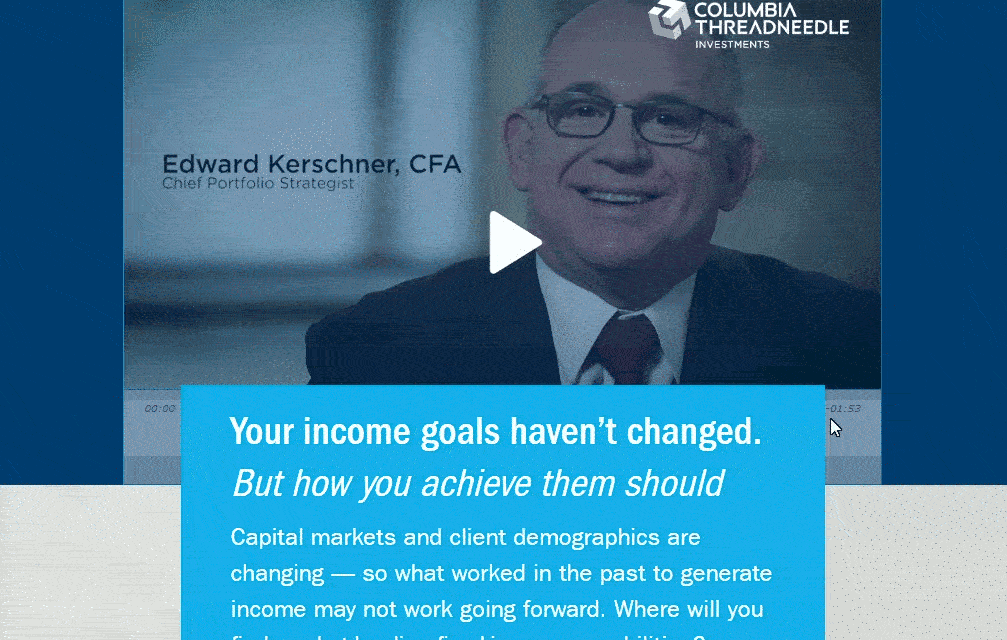 COLUMBIA
THREADNEEDLE
INVESTMENTS
Edward Kerschner, CFA
Chief Portfolio Strategist
00:00
-01:53
Your income goals haven’t changed.
But how you achieve them should
Capital markets and client demographics are
changing — so what worked in the past to generate
income may not work going forward. Where will you